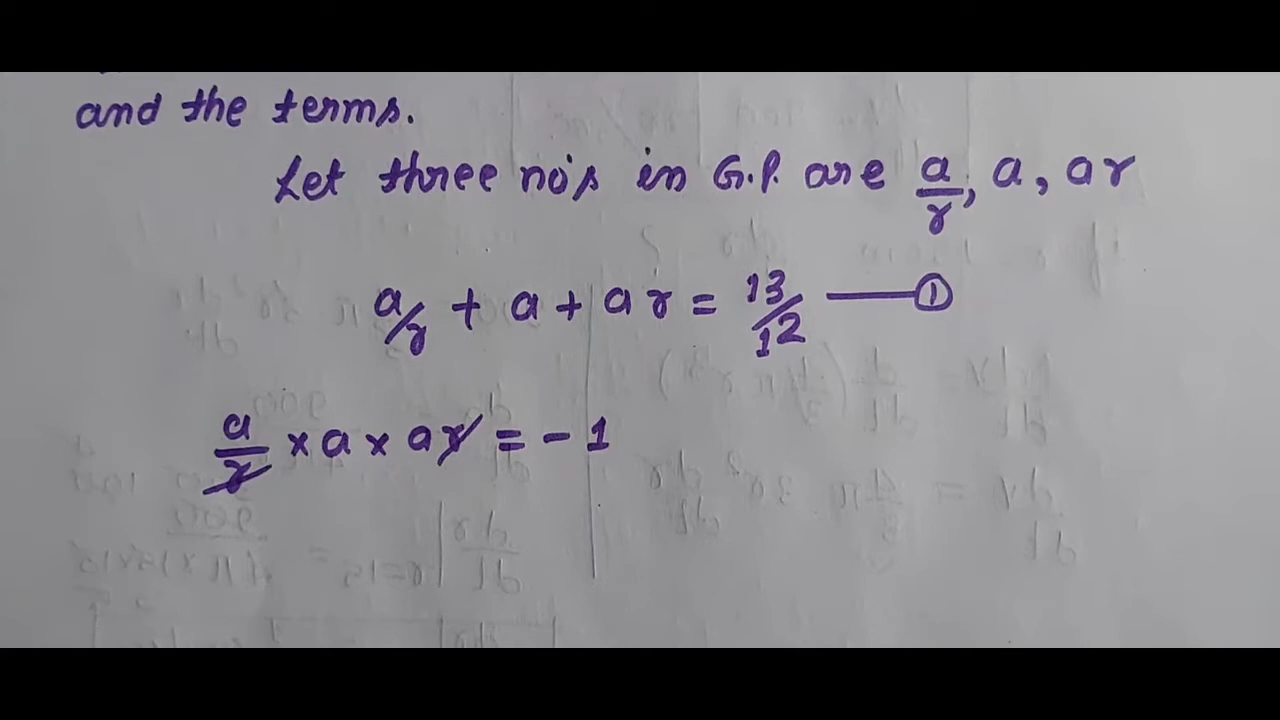 and the terms.
Let three no's in G.P. are a/r, a, ar
a/r + a + ar = 13/12 —— ①
a/r × a × ar = - 1